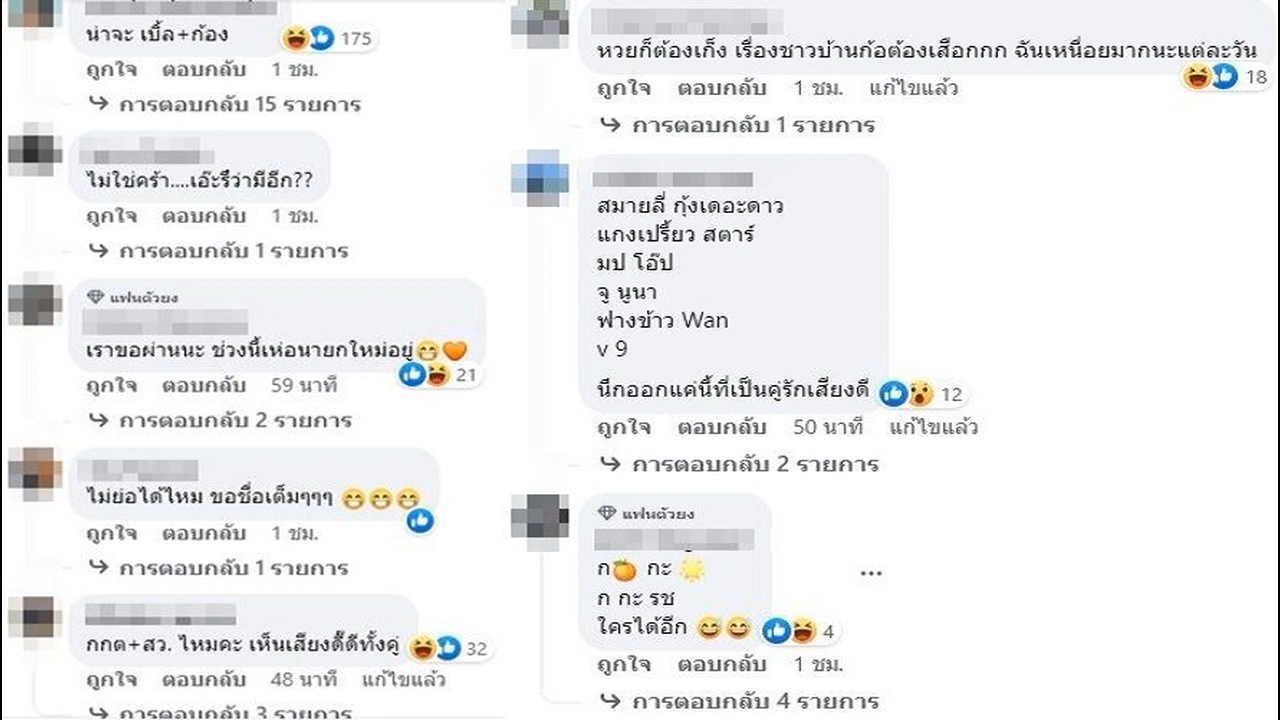 น่าจะ เบิ้ล+ก้อง
175
ถูกใจ ตอบกลับ 1 ชม.
การตอบกลับ 15 รายการ
ไม่ใช่คร้า....เอ๊ะรึว่ามีอีก??
ถูกใจ ตอบกลับ 1 ชม.
การตอบกลับ 1 รายการ
แฟนตัวยง
เราขอผ่านนะ ช่วงนี้เห่อนายกใหม่อยู่😁🧡
21
ถูกใจ ตอบกลับ 59 นาที
การตอบกลับ 2 รายการ
ไม่ย่อได้ไหม ขอชื่อเต็มๆๆๆ 😁😁😁
ถูกใจ ตอบกลับ 1 ชม.
การตอบกลับ 1 รายการ
กกต+สว. ไหมคะ เห็นเสียงดี๊ดีทั้งคู่
32
ถูกใจ ตอบกลับ 48 นาที แก้ไขแล้ว
การตอบกลับ 3 รายการ
หวยก็ต้องเก็ง เรื่องชาวบ้านก้อต้องเสือกกก ฉันเหนื่อยมากนะแต่ละวัน
18
ถูกใจ ตอบกลับ 1 ชม. แก้ไขแล้ว
การตอบกลับ 1 รายการ
สมายลี่ กุ้งเดอะดาว
แกงเปรี้ยว สตาร์
มป โอ๊ป
จู นูนา
ฟางข้าว Wan
v 9
นึกออกแค่นี้ที่เป็นคู่รักเสียงดี
12
ถูกใจ ตอบกลับ 50 นาที แก้ไขแล้ว
การตอบกลับ 2 รายการ
แฟนตัวยง
ก🍊 กะ 🌟
ก กะ รช
ใครได้อีก 😅😅
4
ถูกใจ ตอบกลับ 1 ชม.
การตอบกลับ 4 รายการ